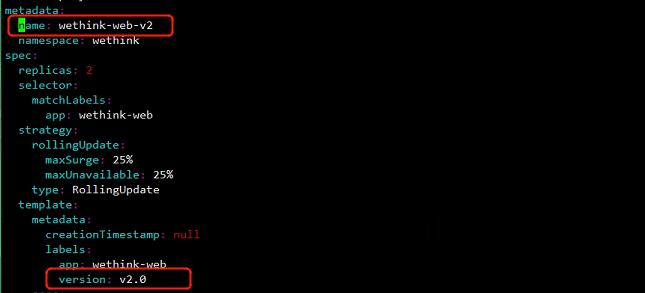 metadata:
  name: wethink-web-v2
  namespace: wethink
spec:
  replicas: 2
  selector:
    matchLabels:
      app: wethink-web
  strategy:
    rollingUpdate:
      maxSurge: 25%
      maxUnavailable: 25%
    type: RollingUpdate
  template:
    metadata:
      creationTimestamp: null
      labels:
        app: wethink-web
        version: v2.0